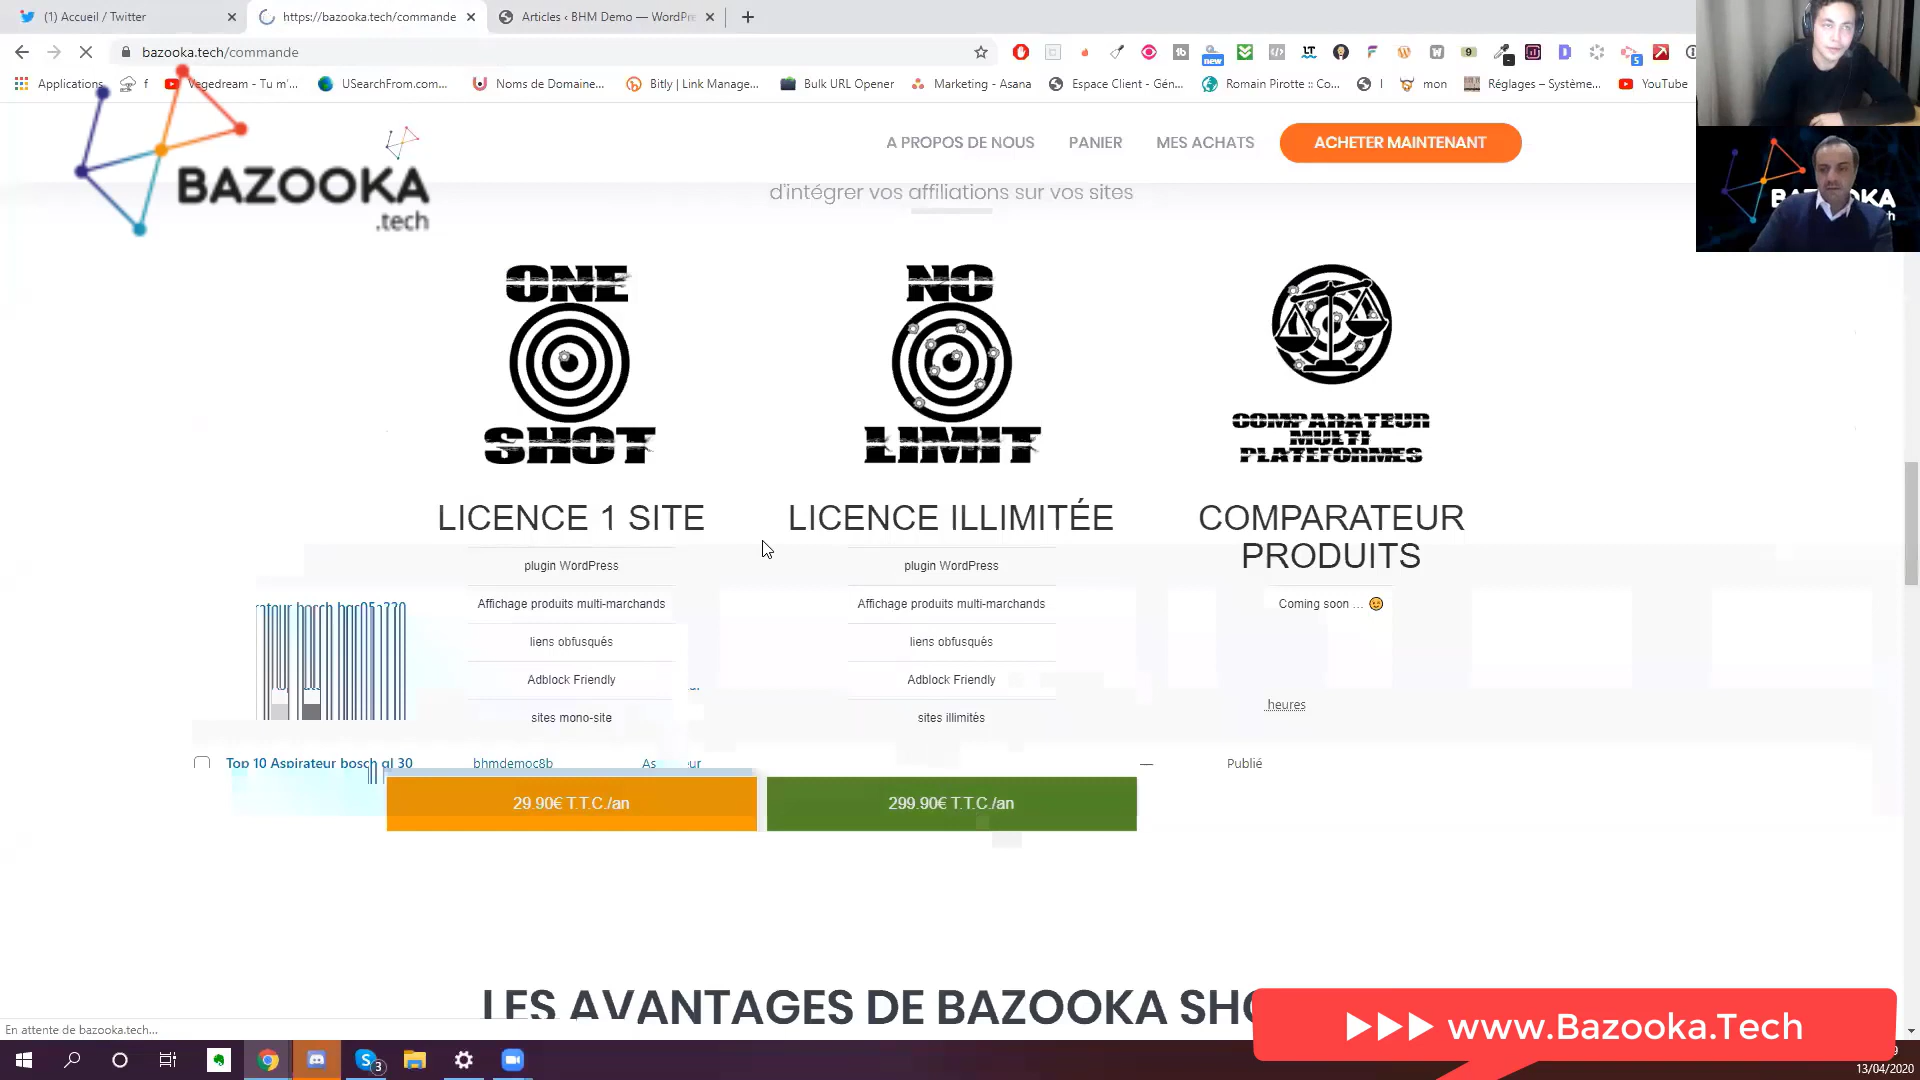 (1) Accueil / Twitter
https://bazooka.tech/commande
Articles ‹ BHM Demo — WordPre
bazooka.tech/commande
Applications
f
Vegedream - Tu m'...
USearchFrom.com...
Noms de Domaine...
Bitly | Link Manage...
Bulk URL Opener
Marketing - Asana
Espace Client - Gén...
Romain Pirotte :: Co...
mon
Réglages – Système...
YouTube
BAZOOKA
.tech
A PROPOS DE NOUS
PANIER
MES ACHATS
ACHETER MAINTENANT
d'intégrer vos affiliations sur vos sites
ONE
SHOT
NO
LIMIT
COMPARATEUR
MULTI
PLATEFORMES
LICENCE 1 SITE
LICENCE ILLIMITÉE
COMPARATEUR
PRODUITS
plugin WordPress
plugin WordPress
Affichage produits multi-marchands
Affichage produits multi-marchands
Coming soon ... 😉
liens obfusqués
liens obfusqués
Adblock Friendly
Adblock Friendly
heures
sites mono-site
sites illimités
Top 10 Aspirateur bosch gl 30
bhmdemoc8b
As
eur
—
Publié
29.90€ T.T.C./an
299.90€ T.T.C./an
LES AVANTAGES DE BAZOOKA SHO
www.Bazooka.Tech
En attente de bazooka.tech...
3
13/04/2020